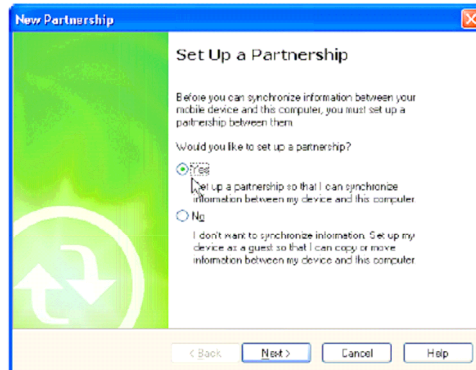 New Partnership
Set Up a Partnership
Before you can synchronize information between your
mobile device and this computer, you must set up a
partnership between them
Would you like to set up a partnership?
Yes
Set up a partnership so that I can synchronize
information between my device and this computer.
No
I don't want to synchronize information. Set up my
device as a guest so that I can copy or move
information between my device and this computer
< Back
Next >
Cancel
Help